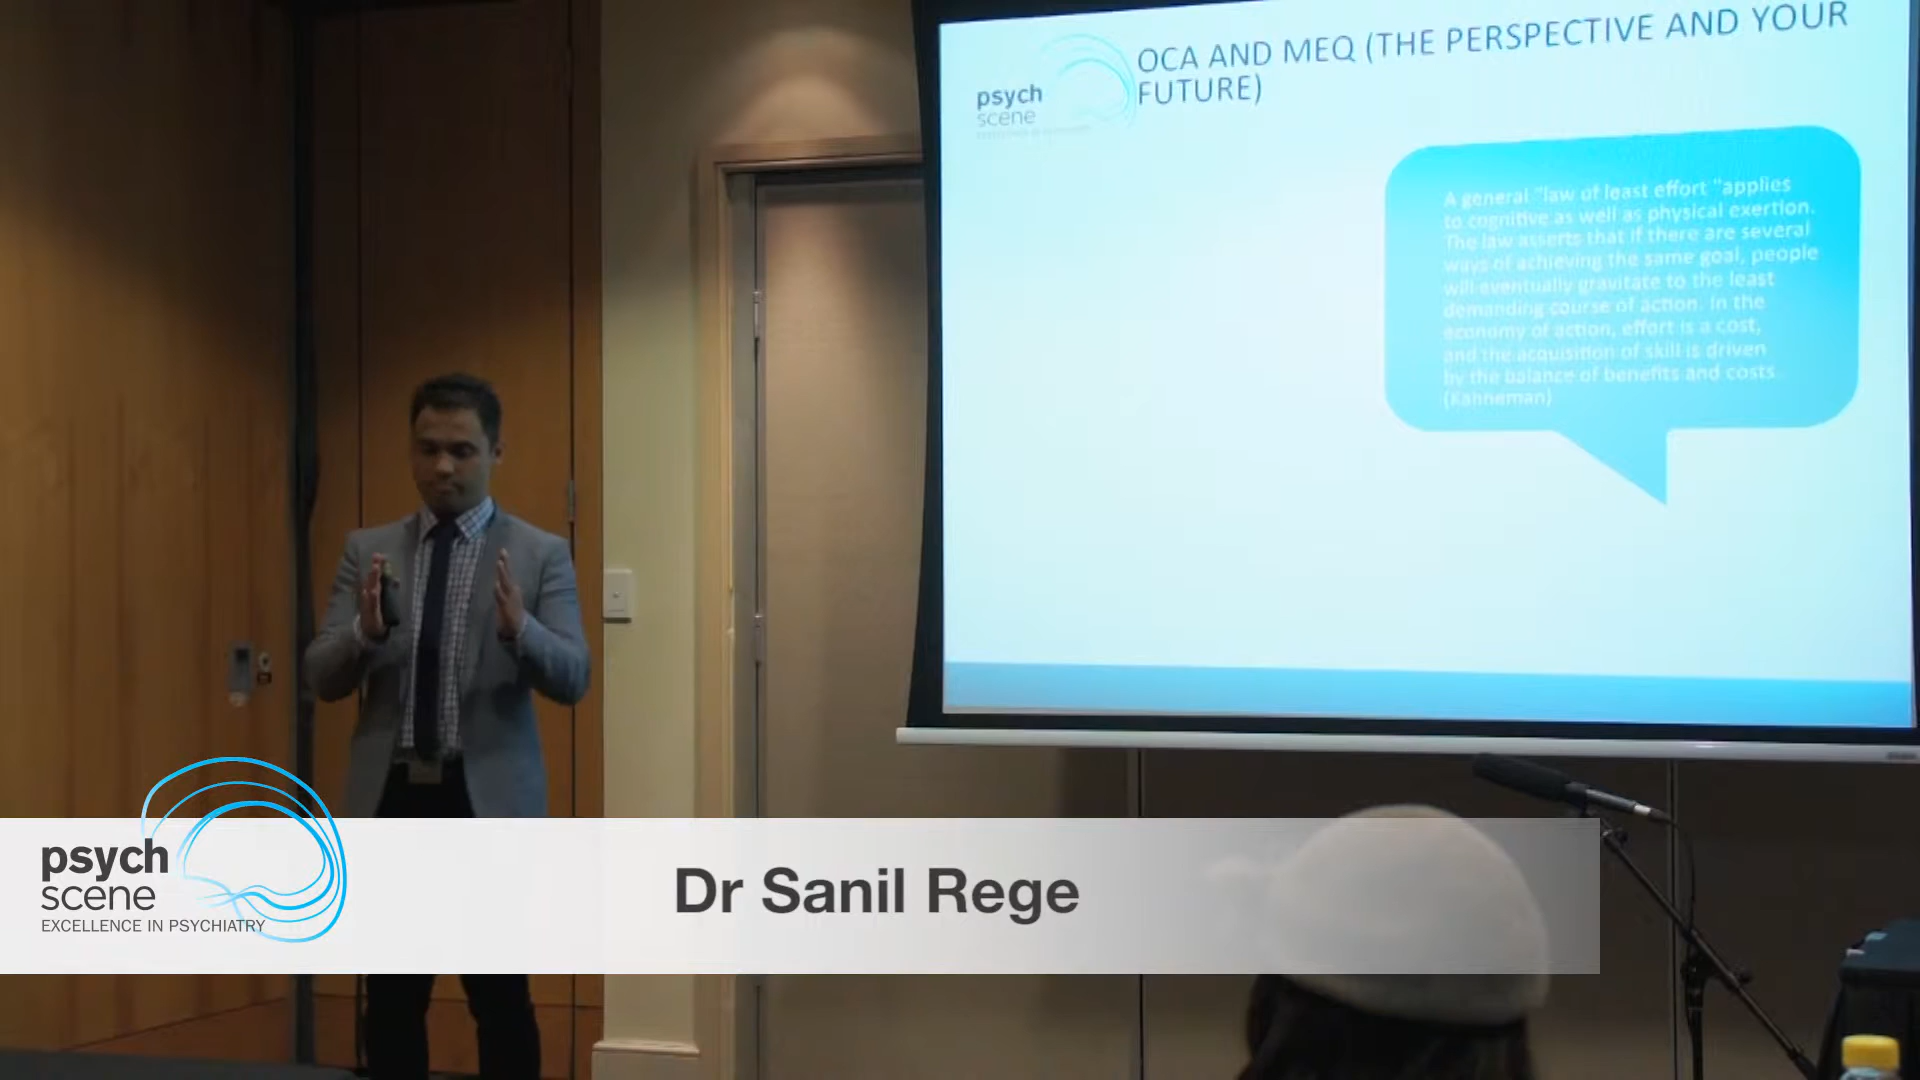 OCA AND MEQ (THE PERSPECTIVE AND YOUR
FUTURE)
psych
scene
A general "law of least effort "applies
to cognitive as well as physical exertion.
The law asserts that if there are several
ways of achieving the same goal, people
will eventually gravitate to the least
demanding course of action. In the
economy of action, effort is a cost,
and the acquisition of skill is driven
by the balance of benefits and costs
(Kahneman)
psych
scene
EXCELLENCE IN PSYCHIATRY
Dr Sanil Rege